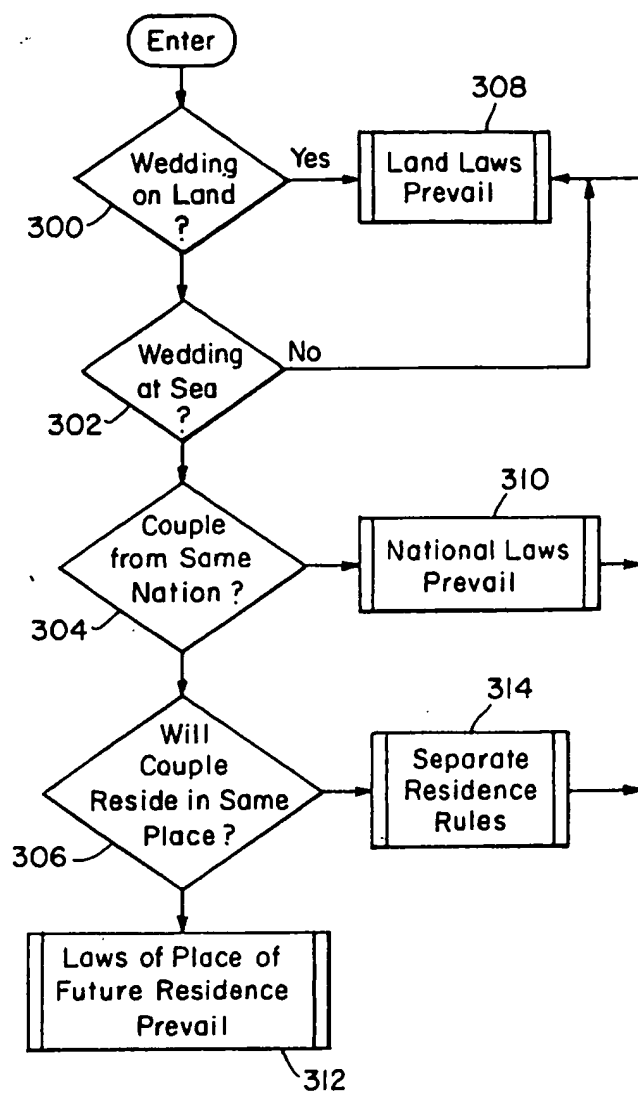 Enter
Wedding
on Land
?
300
Yes
308
Land Laws
Prevail
Wedding
at Sea
?
302
No
Couple
from Same
Nation ?
304
310
National Laws
Prevail
Will
Couple
Reside in Same
Place ?
306
314
Separate
Residence
Rules
Laws of Place of
Future Residence
Prevail
312